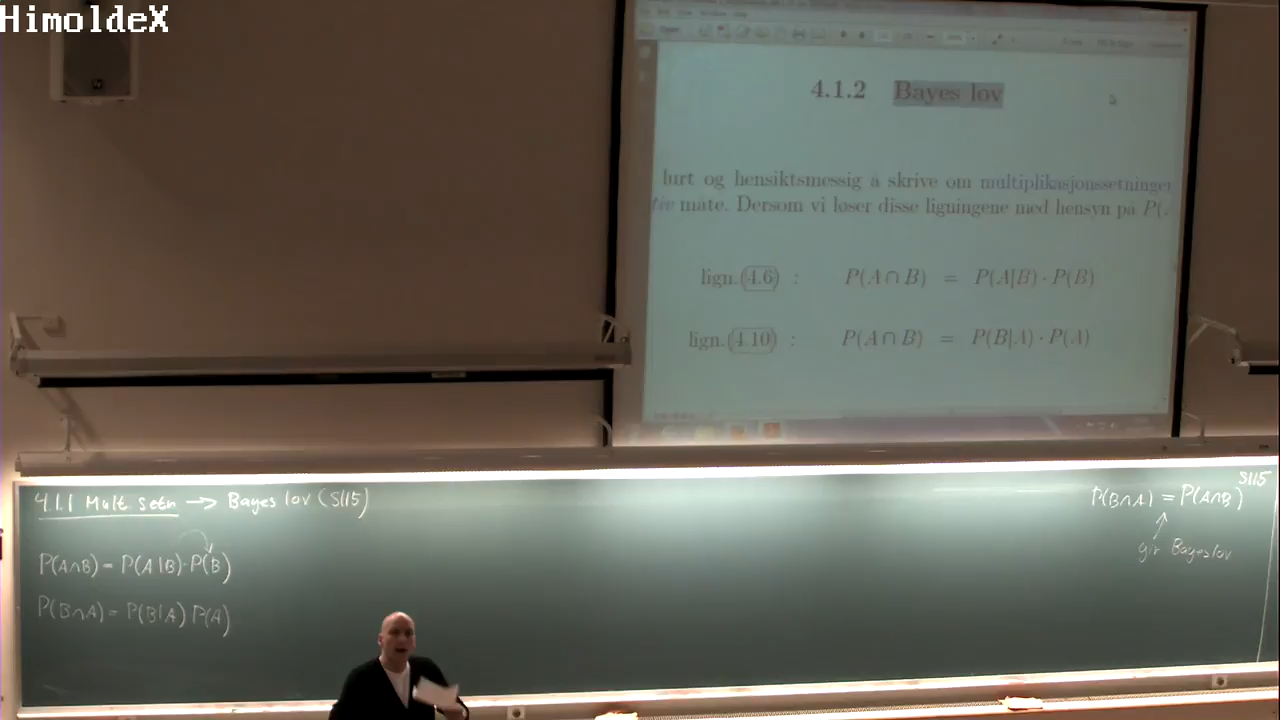 HimoldeX
4.1.2 Bayes lov
lurt og hensiktsmessig å skrive om multiplikasjonssetningen
tiv måte. Dersom vi løser disse ligningene med hensyn på P(
lign.(4.6) : P(A∩B) = P(A|B)·P(B)
lign.(4.10) : P(A∩B) = P(B|A)·P(A)
4.1.1 Mult. setn → Bayes lov (S115)
P(A∩B) = P(A|B)·P(B)
P(B∩A) = P(B|A) P(A)
S115
P(B∩A) = P(A∩B)
gir Bayes lov